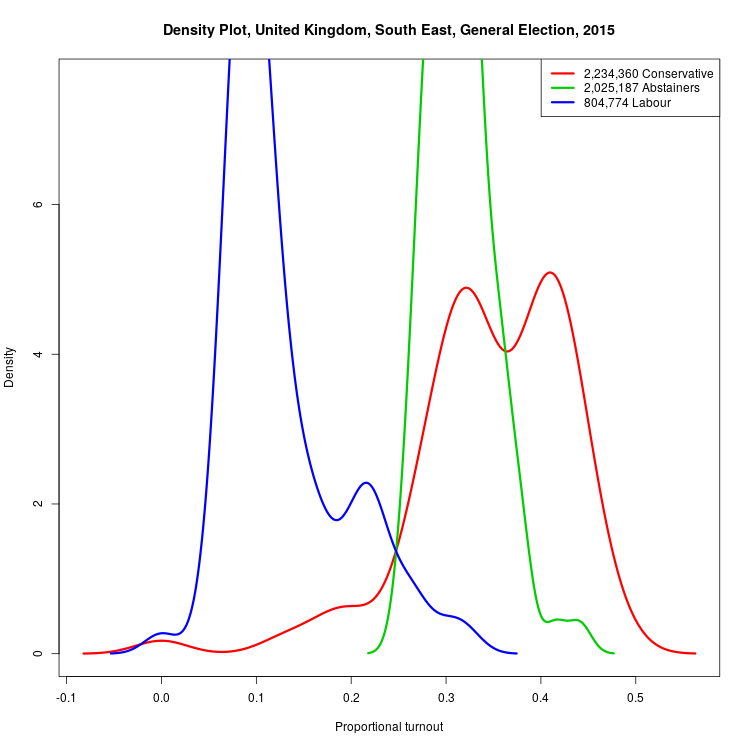 Density Plot, United Kingdom, South East, General Election, 2015
2,234,360 Conservative
2,025,187 Abstainers
804,774 Labour
Density
6
4
2
0
-0.1 0.0 0.1 0.2 0.3 0.4 0.5
Proportional turnout